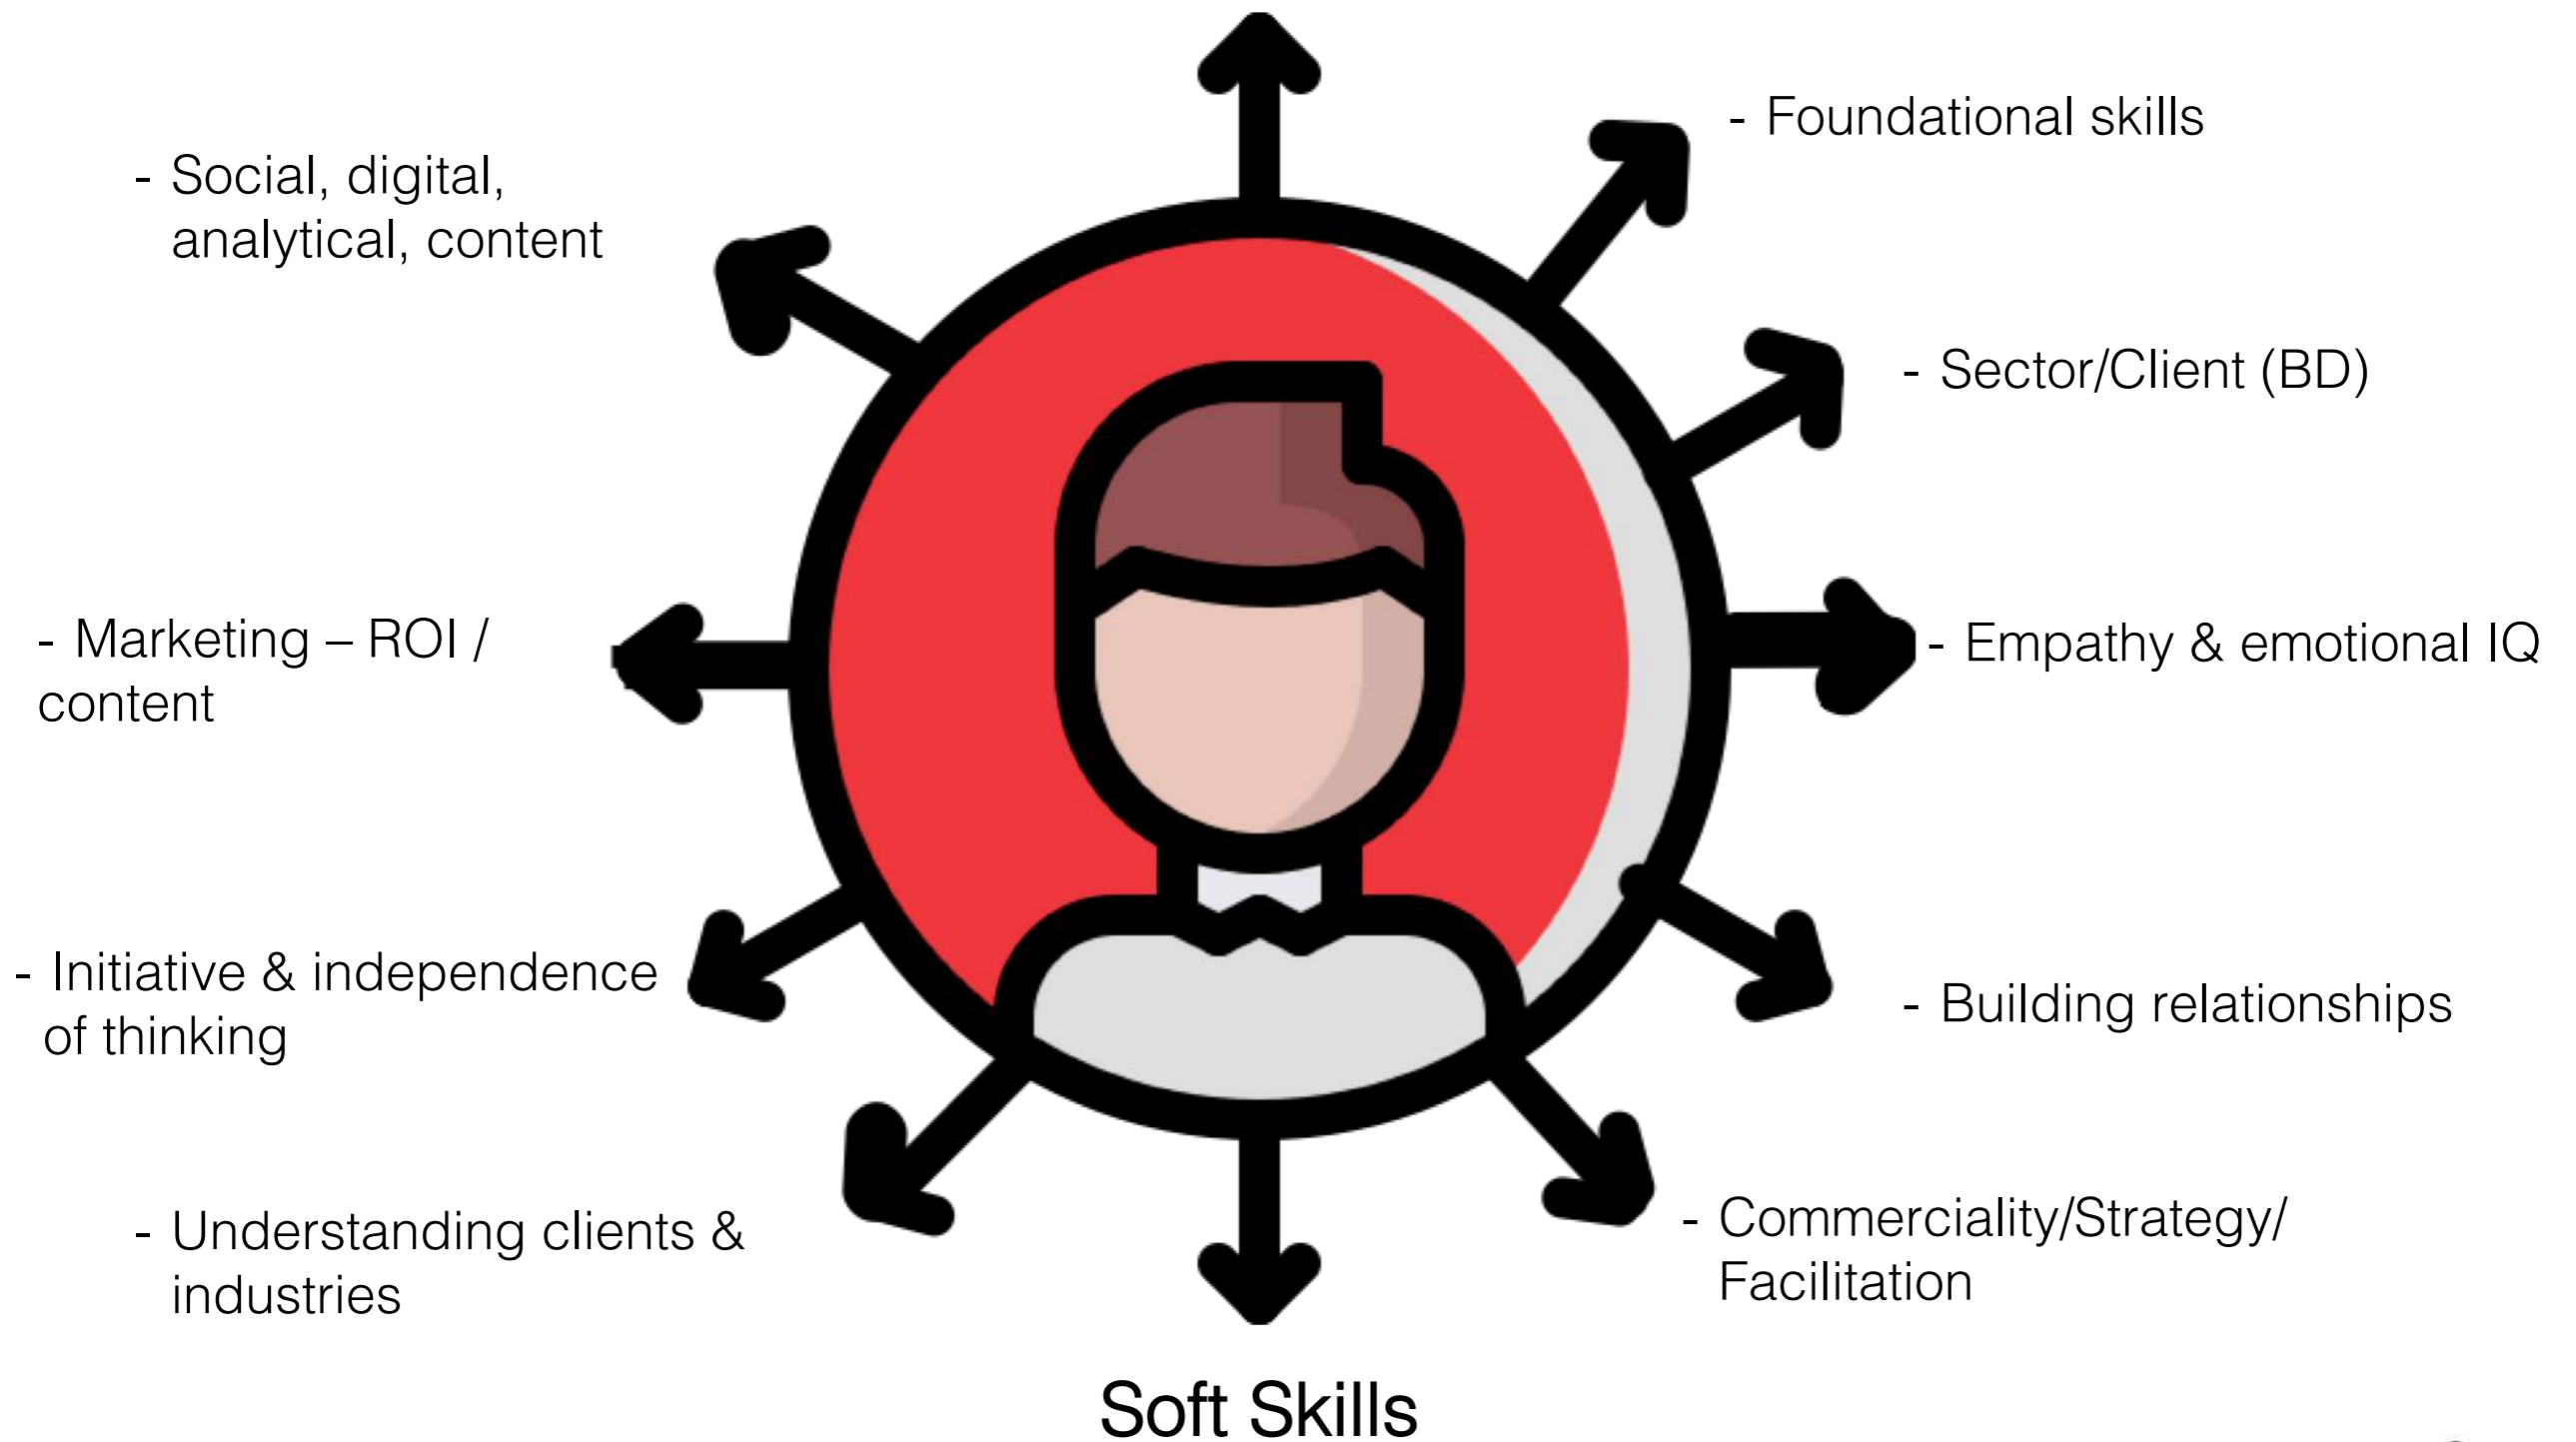 - Foundational skills
- Social, digital,
analytical, content
- Sector/Client (BD)
- Marketing – ROI /
content
- Empathy & emotional IQ
- Initiative & independence
of thinking
- Building relationships
- Understanding clients &
industries
- Commerciality/Strategy/
Facilitation
Soft Skills